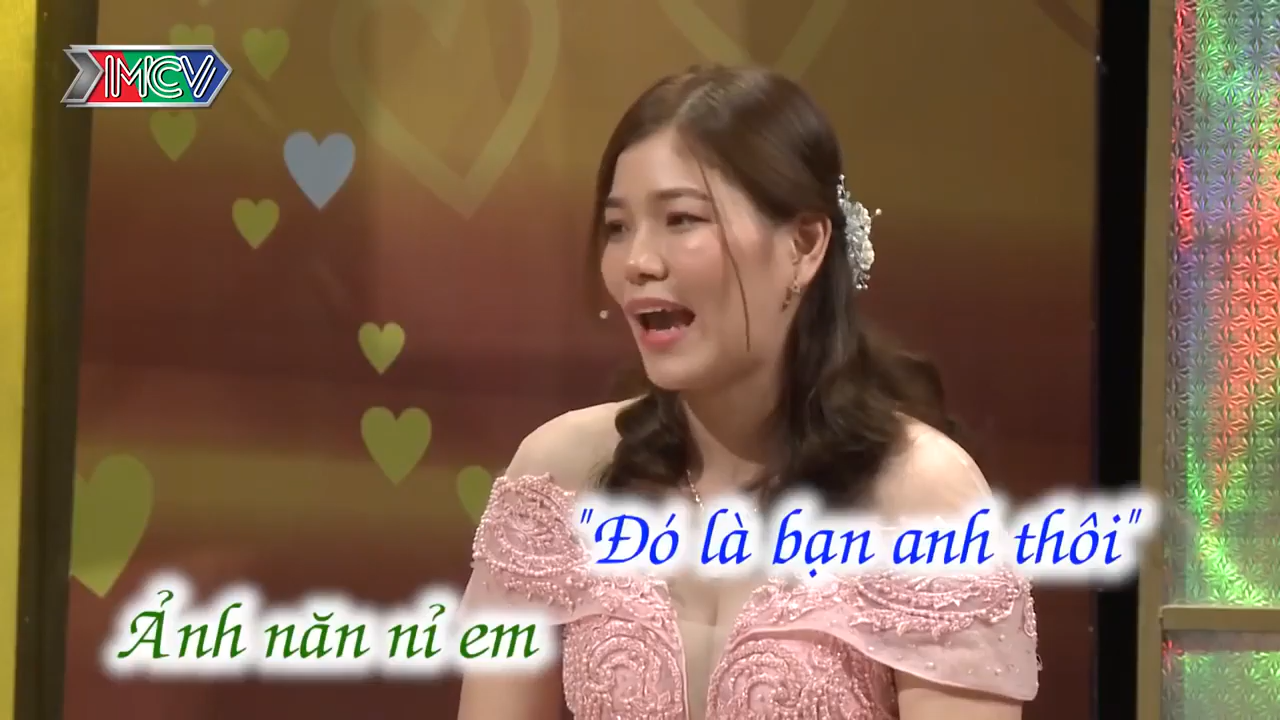 MCV
"Đó là bạn anh thôi"
Ảnh năn nỉ em